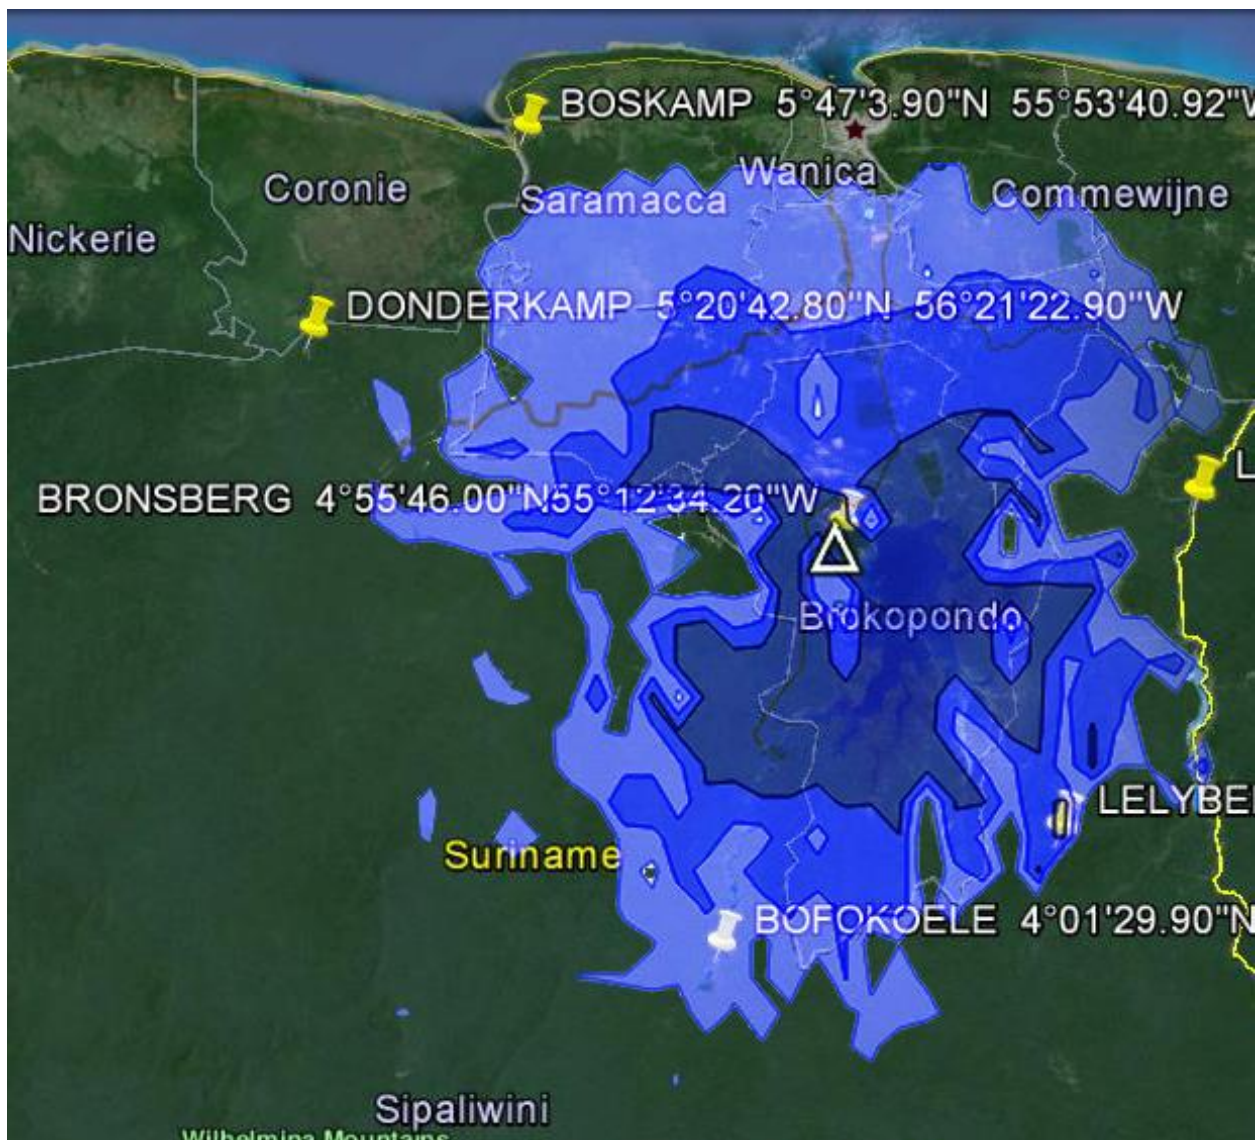 BOSKAMP 5°47'3.90"N 55°53'40.92"W
Wanica
Coronie
Saramacca
Commewijne
Nickerie
DONDERKAMP 5°20'42.80"N 56°21'22.90"W
L
BRONSBERG 4°55'46.00"N55°12'34.20"W
Brokopondo
LELYBE
Suriname
BOFOKOELE 4°01'29.90"N
Sipaliwini
Wilhelmina Mountains